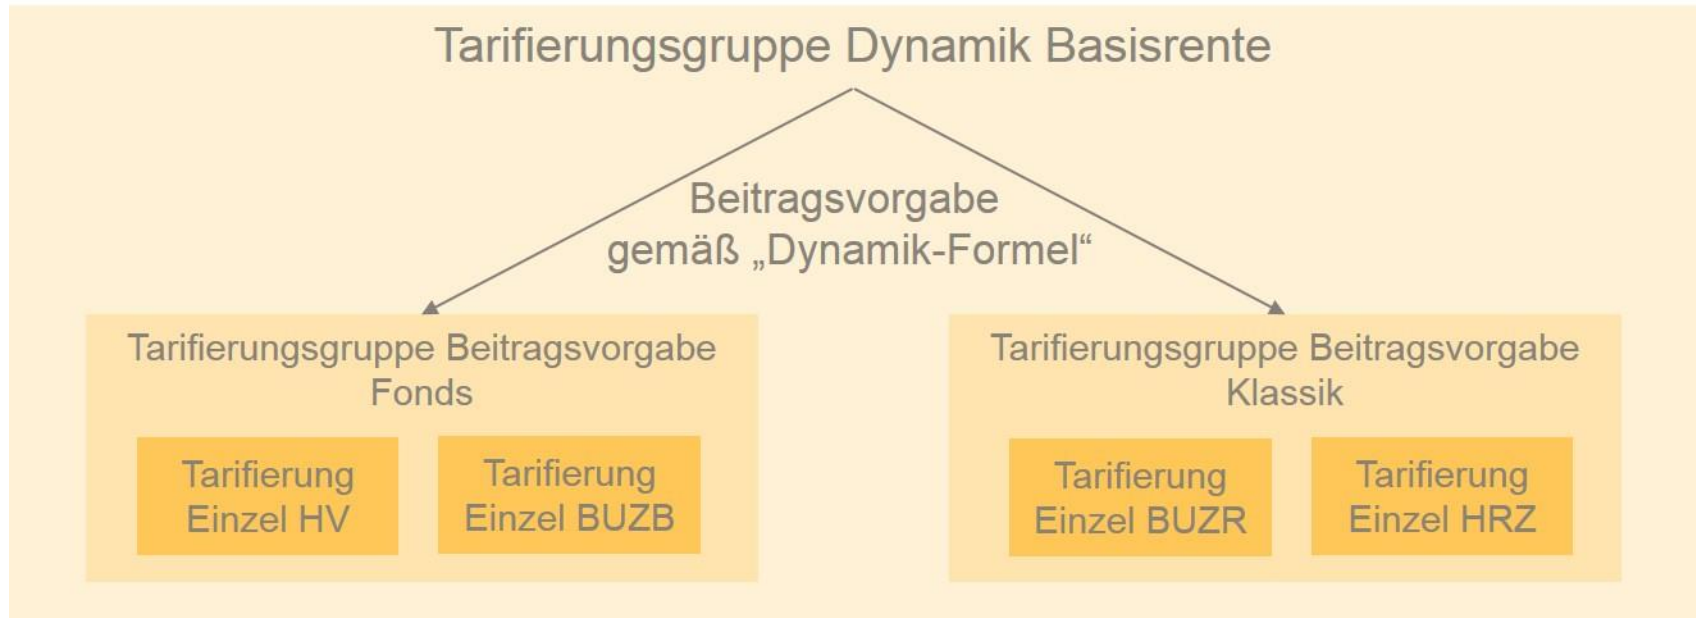 Tarifierungsgruppe Dynamik Basisrente
Beitragsvorgabe
gemäß „Dynamik-Formel“
Tarifierungsgruppe Beitragsvorgabe
Fonds
Tarifierung
Einzel HV
Tarifierung
Einzel BUZB
Tarifierungsgruppe Beitragsvorgabe
Klassik
Tarifierung
Einzel BUZR
Tarifierung
Einzel HRZ